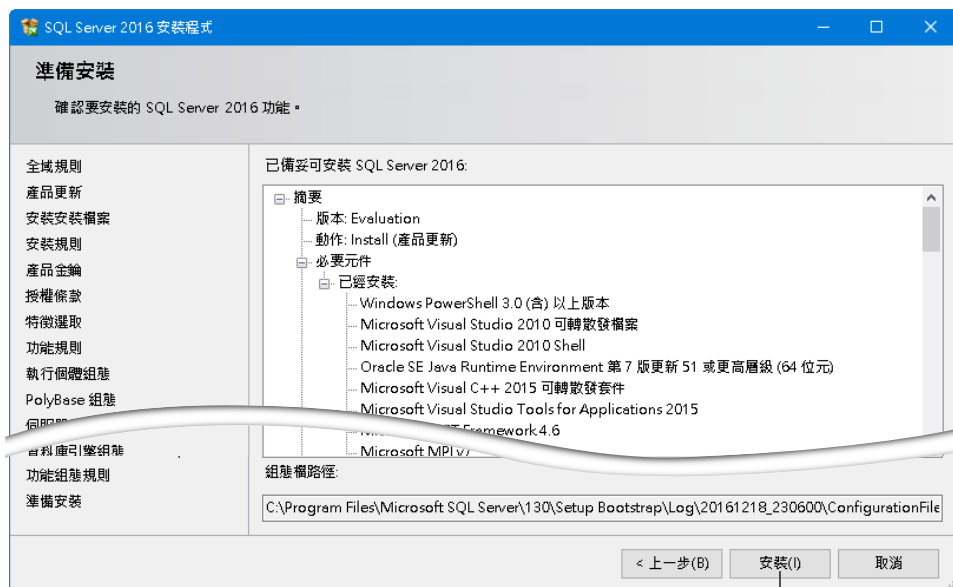 SQL Server 2016 安裝程式
準備安裝
確認要安裝的 SQL Server 2016 功能。
全域規則
產品更新
安裝安裝檔案
安裝規則
產品金鑰
授權條款
特徵選取
功能規則
執行個體組態
PolyBase 組態
資料庫引擎組態
功能組態規則
準備安裝
已備妥可安裝 SQL Server 2016:
摘要
版本: Evaluation
動作: Install (產品更新)
必要元件
已經安裝:
Windows PowerShell 3.0 (含) 以上版本
Microsoft Visual Studio 2010 可轉散發檔案
Microsoft Visual Studio 2010 Shell
Oracle SE Java Runtime Environment 第 7 版更新 51 或更高層級 (64 位元)
Microsoft Visual C++ 2015 可轉散發套件
Microsoft Visual Studio Tools for Applications 2015
Framework 4.6
Microsoft MPI v7
組態檔路徑:
C:\Program Files\Microsoft SQL Server\130\Setup Bootstrap\Log\20161218_230600\ConfigurationFile
< 上一步(B)
安裝(I)
取消